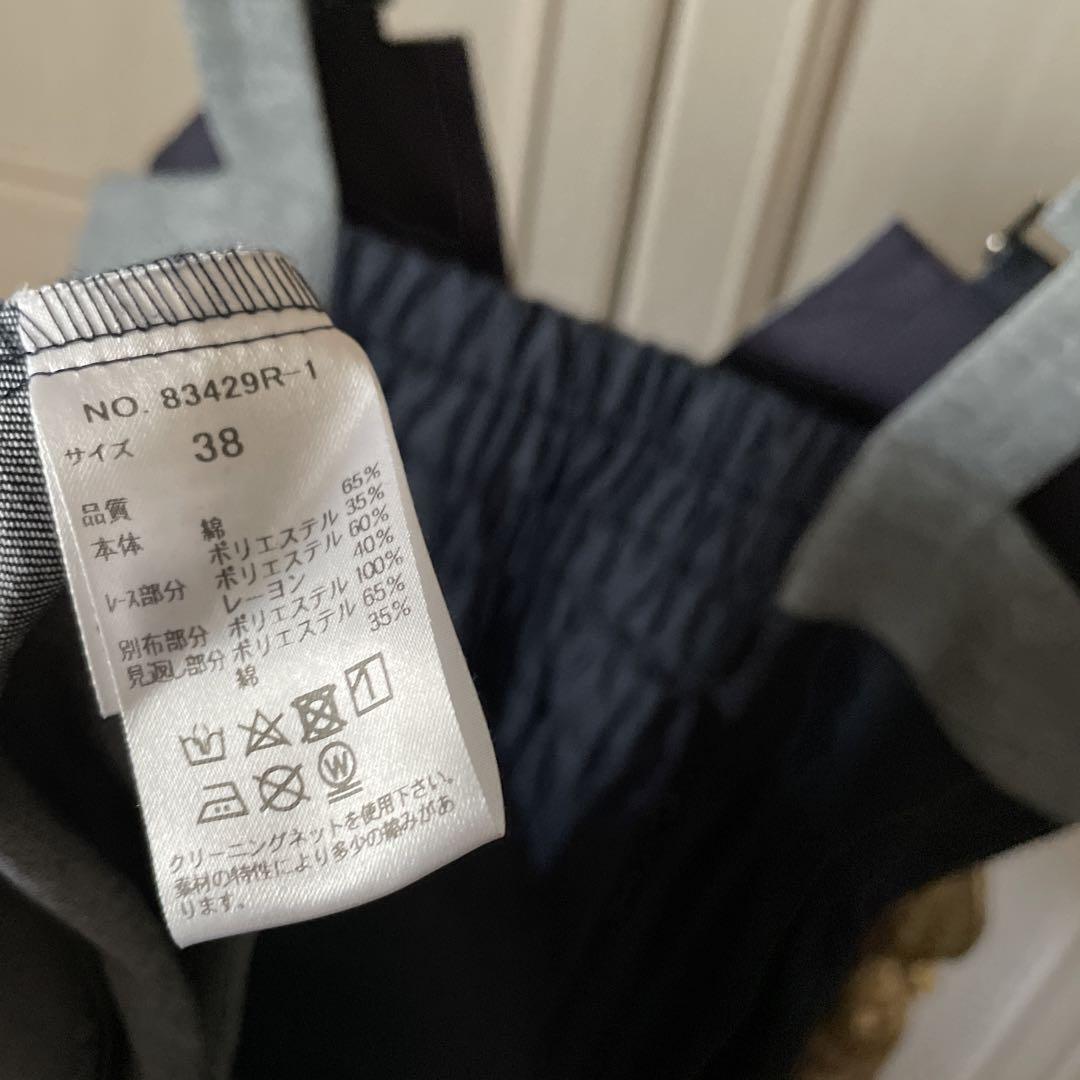 NO. 83429R-1
サイズ 38
品質
本体 綿 65%
ポリエステル 35%
レース部分 ポリエステル 60%
レーヨン 40%
別布部分 ポリエステル 100%
見返し部分 ポリエステル 65%
綿 35%
W
クリーニングネットを使用下さい。
素材の特性により多少の縮みがあ
ります。